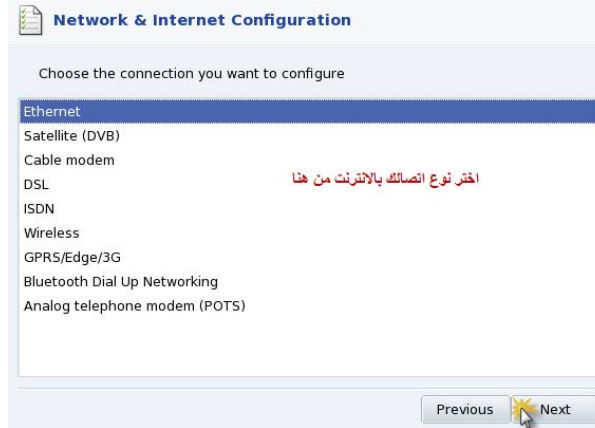 Network & Internet Configuration
Choose the connection you want to configure
Ethernet
Satellite (DVB)
Cable modem
DSL
اختر نوع اتصالك بالانترنت من هنا
ISDN
Wireless
GPRS/Edge/3G
Bluetooth Dial Up Networking
Analog telephone modem (POTS)
Previous
Next